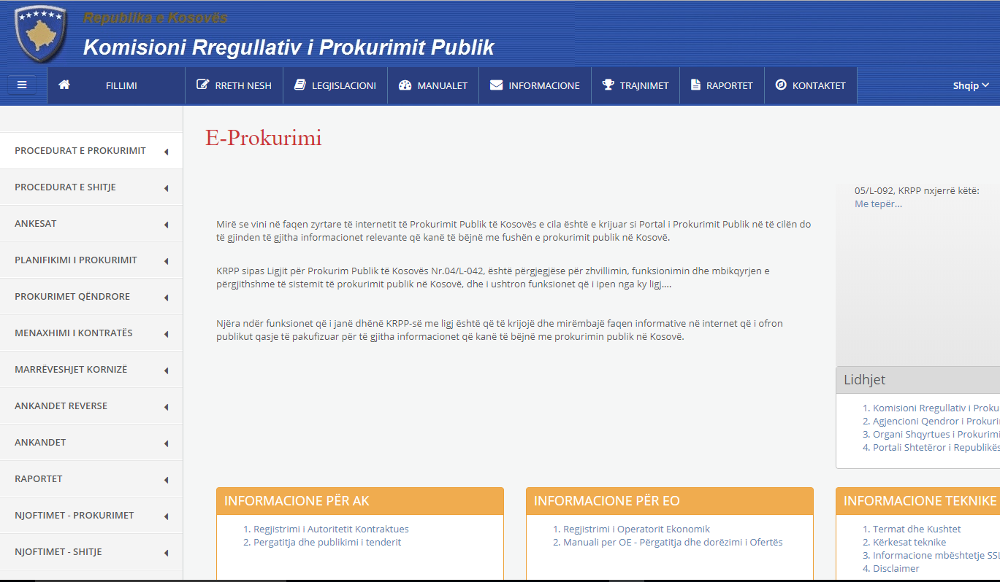 Republika e Kosovës
Komisioni Rregullativ i Prokurimit Publik
FILLIMI
RRETH NESH
LEGJISLACIONI
MANUALET
INFORMACIONE
TRAJNIMET
RAPORTET
KONTAKTET
Shqip
PROCEDURAT E PROKURIMIT
PROCEDURAT E SHITJE
ANKESAT
PLANIFIKIMI I PROKURIMIT
PROKURIMET QËNDRORE
MENAXHIMI I KONTRATËS
MARRËVESHJET KORNIZË
ANKANDET REVERSE
ANKANDET
RAPORTET
NJOFTIMET - PROKURIMET
NJOFTIMET - SHITJE
E-Prokurimi
Mirë se vini në faqen zyrtare të internetit të Prokurimit Publik të Kosovës e cila është e krijuar si Portal i Prokurimit Publik në të cilën do
të gjinden të gjitha informacionet relevante që kanë të bëjnë me fushën e prokurimit publik në Kosovë.
KRPP sipas Ligjit për Prokurim Publik të Kosovës Nr.04/L-042, është përgjegjëse për zhvillimin, funksionimin dhe mbikqyrjen e
përgjithshme të sistemit të prokurimit publik në Kosovë, dhe i ushtron funksionet që i ipen nga ky ligj....
Njëra ndër funksionet që i janë dhënë KRPP-së me ligj është që të krijojë dhe mirëmbajë faqen informative në internet që i ofron
publikut qasje të pakufizuar për të gjitha informacionet që kanë të bëjnë me prokurimin publik në Kosovë.
05/L-092, KRPP nxjerrë këtë:
Me tepër...
Lidhjet
1. Komisioni Rregullativ i Proku
2. Agjencioni Qendror i Prokuri
3. Organi Shqyrtues i Prokurimi
4. Portali Shtetëror i Republikës
INFORMACIONE PËR AK
1. Regjistrimi i Autoritetit Kontraktues
2. Pergatitja dhe publikimi i tenderit
INFORMACIONE PËR EO
1. Regjistrimi i Operatorit Ekonomik
2. Manuali per OE - Përgatitja dhe dorëzimi i Ofertës
INFORMACIONE TEKNIKE
1. Termat dhe Kushtet
2. Kërkesat teknike
3. Informacione mbështetje SSL
4. Disclaimer